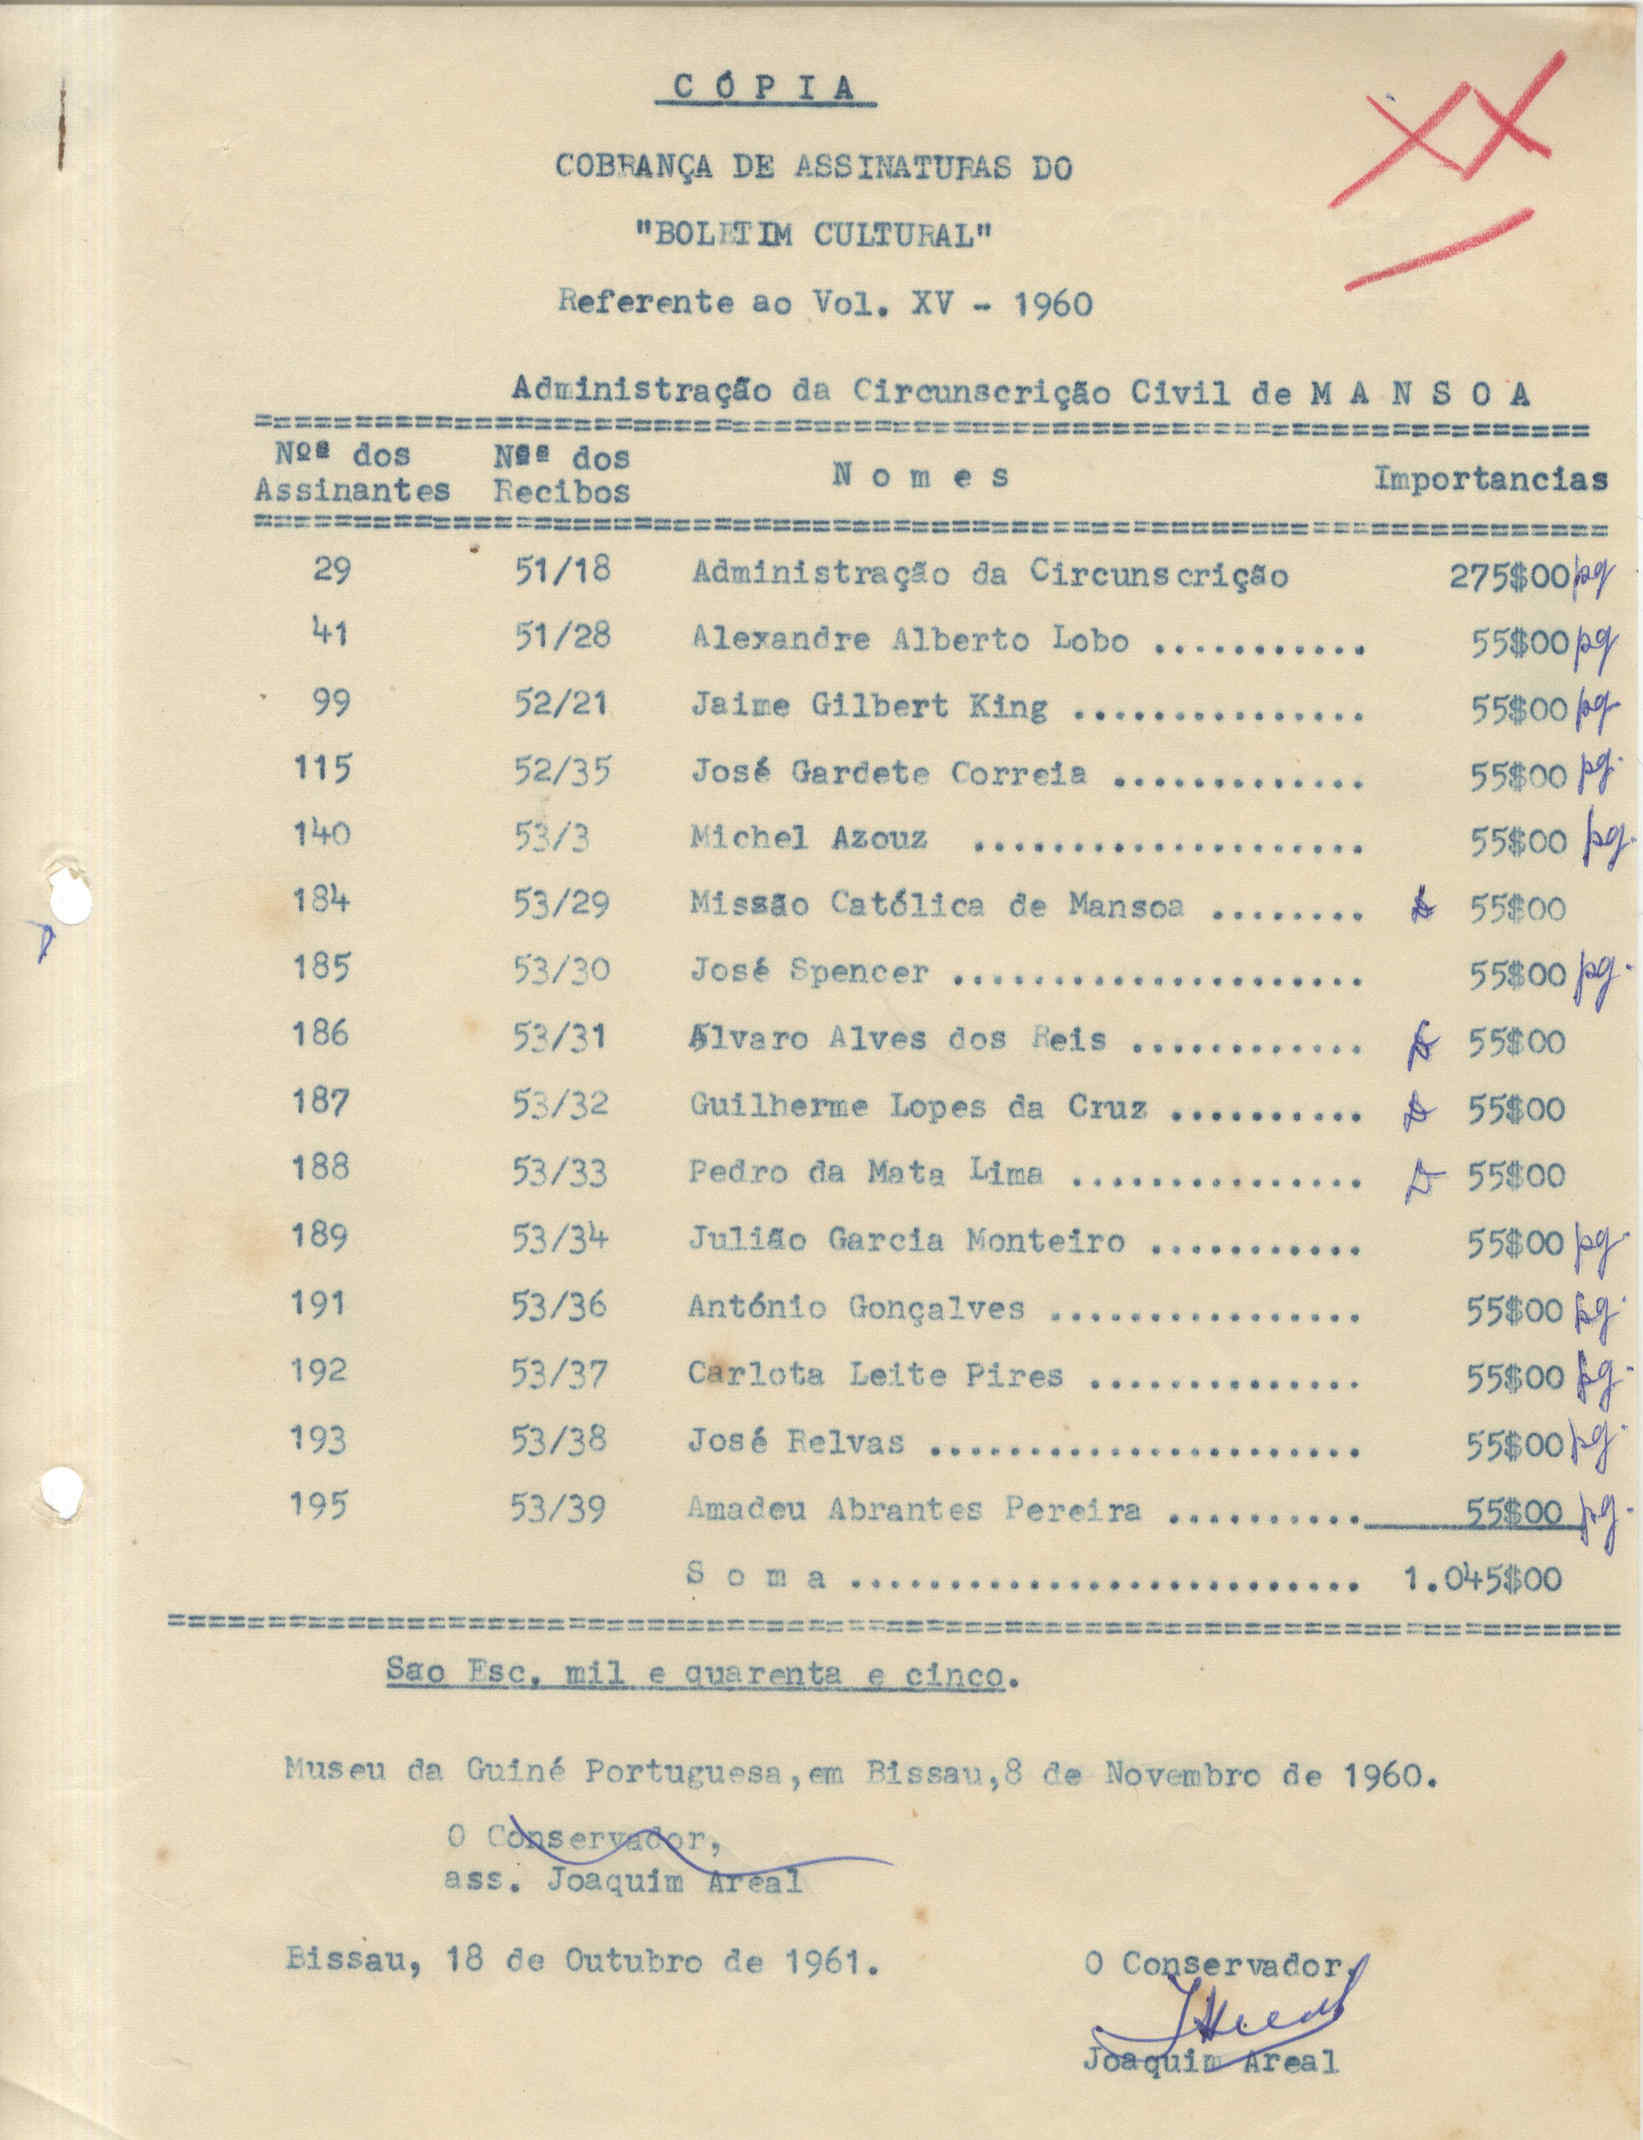 CÓPIA
COBRANÇA DE ASSINATURAS DO
"BOLETIM CULTURAL"
Referente ao Vol. XV - 1960
Administração da Circunscrição Civil de M A N S O A
===================================================================
Nºs dos Nºs dos N o m e s Importancias
Assinantes Recibos
===================================================================
29 51/18 Administração da Circunscrição 275$00 pg
41 51/28 Alexandre Alberto Lobo ........... 55$00 pg
99 52/21 Jaime Gilbert King ............... 55$00 pg
115 52/35 José Gardete Correia ............. 55$00 pg.
140 53/3 Michel Azouz .................... 55$00 pg.
184 53/29 Missão Católica de Mansoa ........ 55$00
185 53/30 José Spencer ..................... 55$00 pg.
186 53/31 Álvaro Alves dos Reis ............ 55$00
187 53/32 Guilherme Lopes da Cruz .......... 55$00
188 53/33 Pedro da Mata Lima ............... D 55$00
189 53/34 Julião Garcia Monteiro ........... 55$00 pg.
191 53/36 António Gonçalves ................ 55$00 pg.
192 53/37 Carlota Leite Pires .............. 55$00 pg.
193 53/38 José Relvas ...................... 55$00 pg.
195 53/39 Amadeu Abrantes Pereira .......... 55$00 pg.
S o m a .......................... 1.045$00
=========================================================================
Sao Esc. mil e quarenta e cinco.
Museu da Guiné Portuguesa,em Bissau,8 de Novembro de 1960.
O Conservador,
ass. Joaquim Areal
Bissau, 18 de Outubro de 1961.
O Conservador,
JAreal
Joaquim Areal